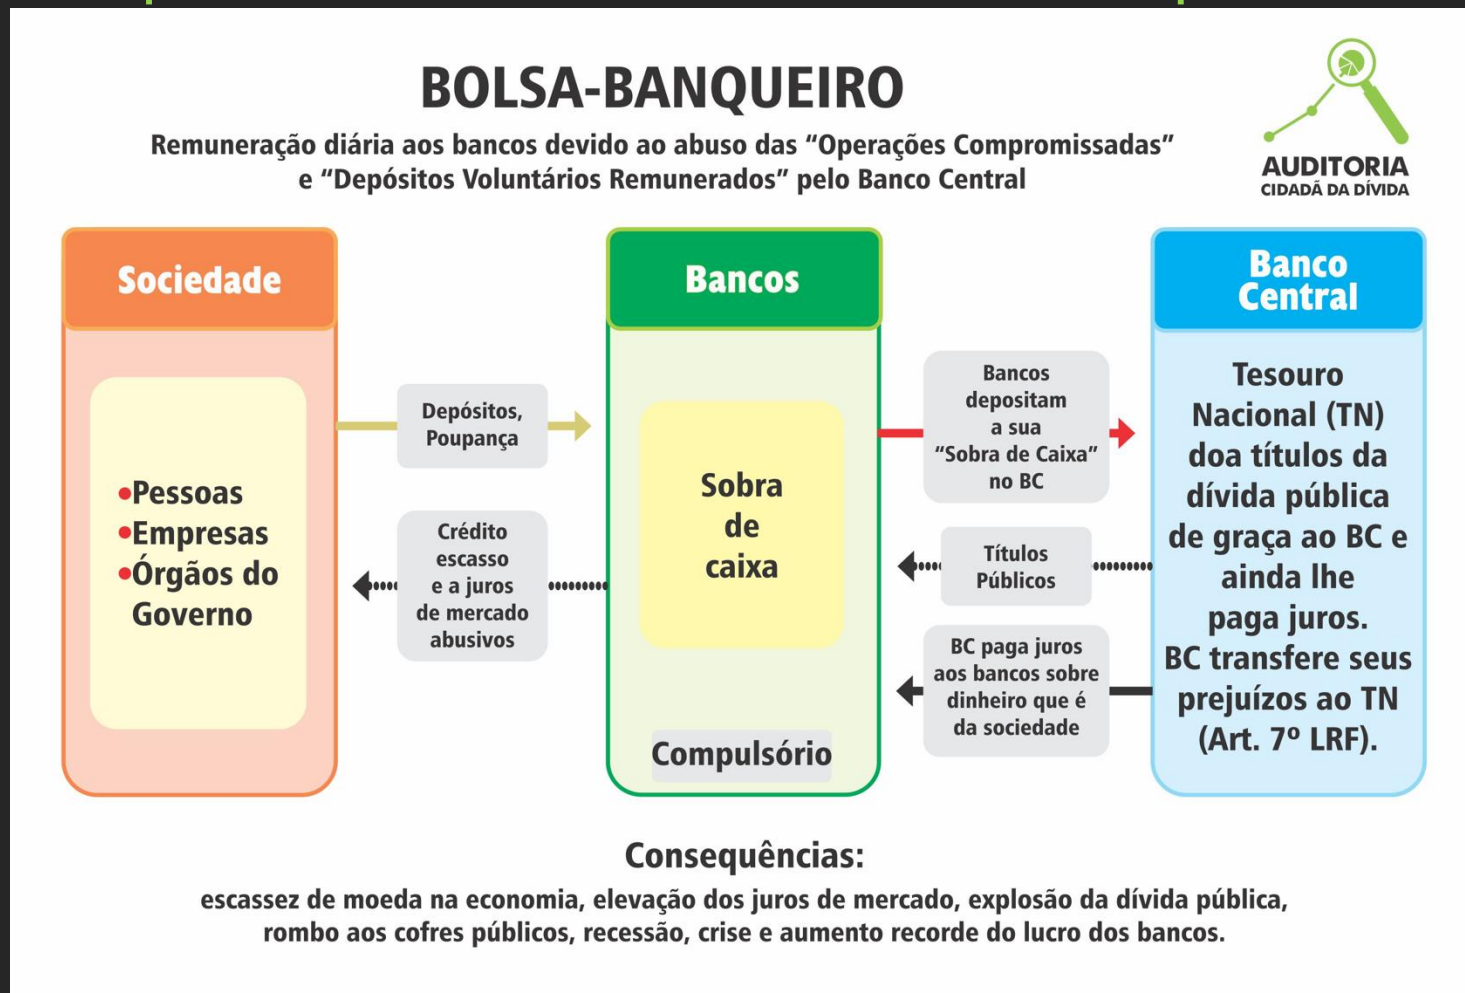 BOLSA-BANQUEIRO
Remuneração diária aos bancos devido ao abuso das “Operações Compromissadas”
e “Depósitos Voluntários Remunerados” pelo Banco Central
AUDITORIA
CIDADÃ DA DÍVIDA
Sociedade
•Pessoas
•Empresas
•Órgãos do
Governo
Depósitos,
Poupança
Crédito
escasso
e a juros
de mercado
abusivos
Bancos
Sobra
de
caixa
Compulsório
Bancos
depositam
a sua
“Sobra de Caixa”
no BC
Títulos
Públicos
BC paga juros
aos bancos sobre
dinheiro que é
da sociedade
Banco
Central
Tesouro
Nacional (TN)
doa títulos da
dívida pública
de graça ao BC e
ainda lhe
paga juros.
BC transfere seus
prejuízos ao TN
(Art. 7º LRF).
Consequências:
escassez de moeda na economia, elevação dos juros de mercado, explosão da dívida pública,
rombo aos cofres públicos, recessão, crise e aumento recorde do lucro dos bancos.